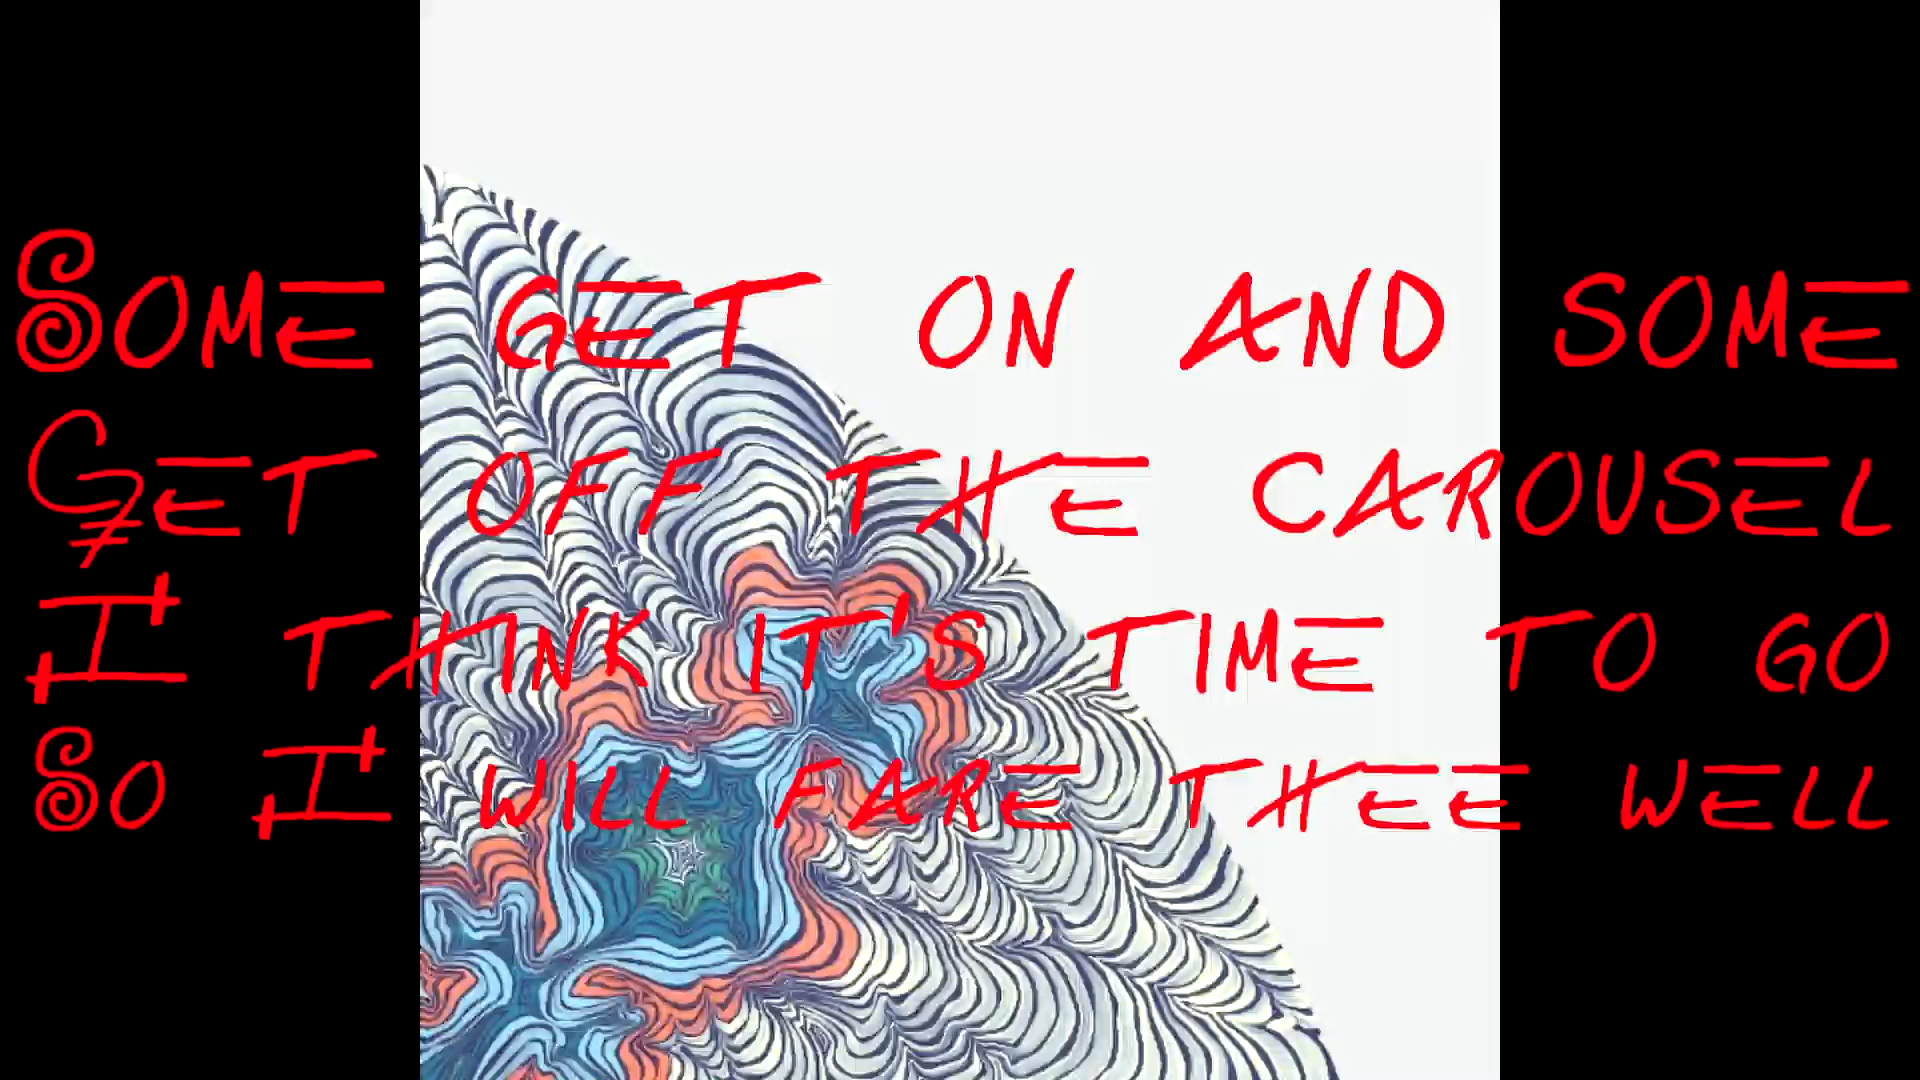 Some get on and some
Get off the carousel
I think it's time to go
So I will fare thee well